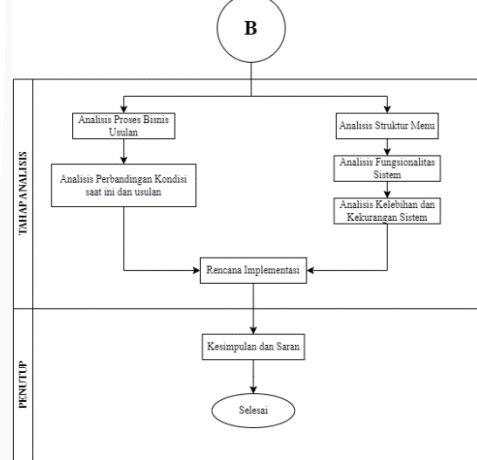 B
TAHAP ANALISIS
Analisis Proses Bisnis
Usulan
Analisis Struktur Menu
Analisis Perbandingan Kondisi
saat ini dan usulan
Analisis Fungsionalitas
Sistem
Analisis Kelebihan dan
Kekurangan Sistem
Rencana Implementasi
PENUTUP
Kesimpulan dan Saran
Selesai